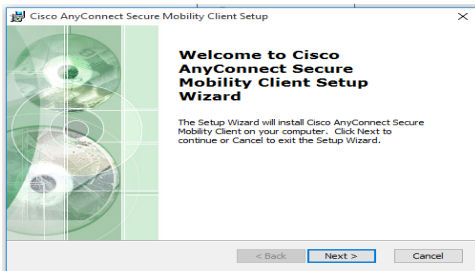 Cisco AnyConnect Secure Mobility Client Setup
Welcome to Cisco
AnyConnect Secure
Mobility Client Setup
Wizard
The Setup Wizard will install Cisco AnyConnect Secure
Mobility Client on your computer. Click Next to
continue or Cancel to exit the Setup Wizard.
< Back Next > Cancel